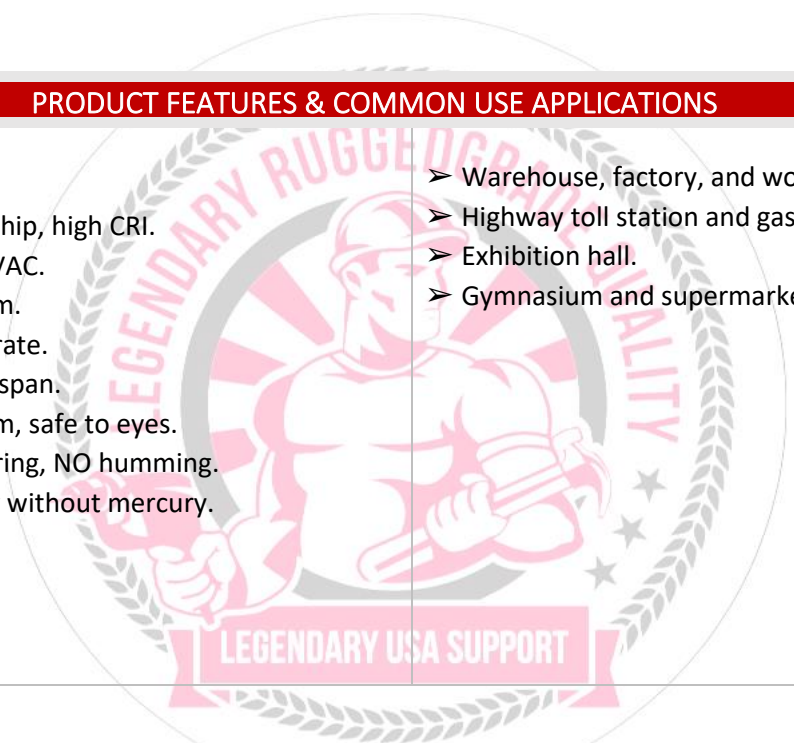 PRODUCT FEATURES & COMMON USE APPLICATIONS
hip, high CRI.
VAC.
m.
rate.
span.
m, safe to eyes.
ring, NO humming.
without mercury.
➢ Warehouse, factory, and wo
➢ Highway toll station and gas
➢ Exhibition hall.
➢ Gymnasium and supermarke
LEGENDARY RUGGEDGRADE QUALITY
LEGENDARY USA SUPPORT